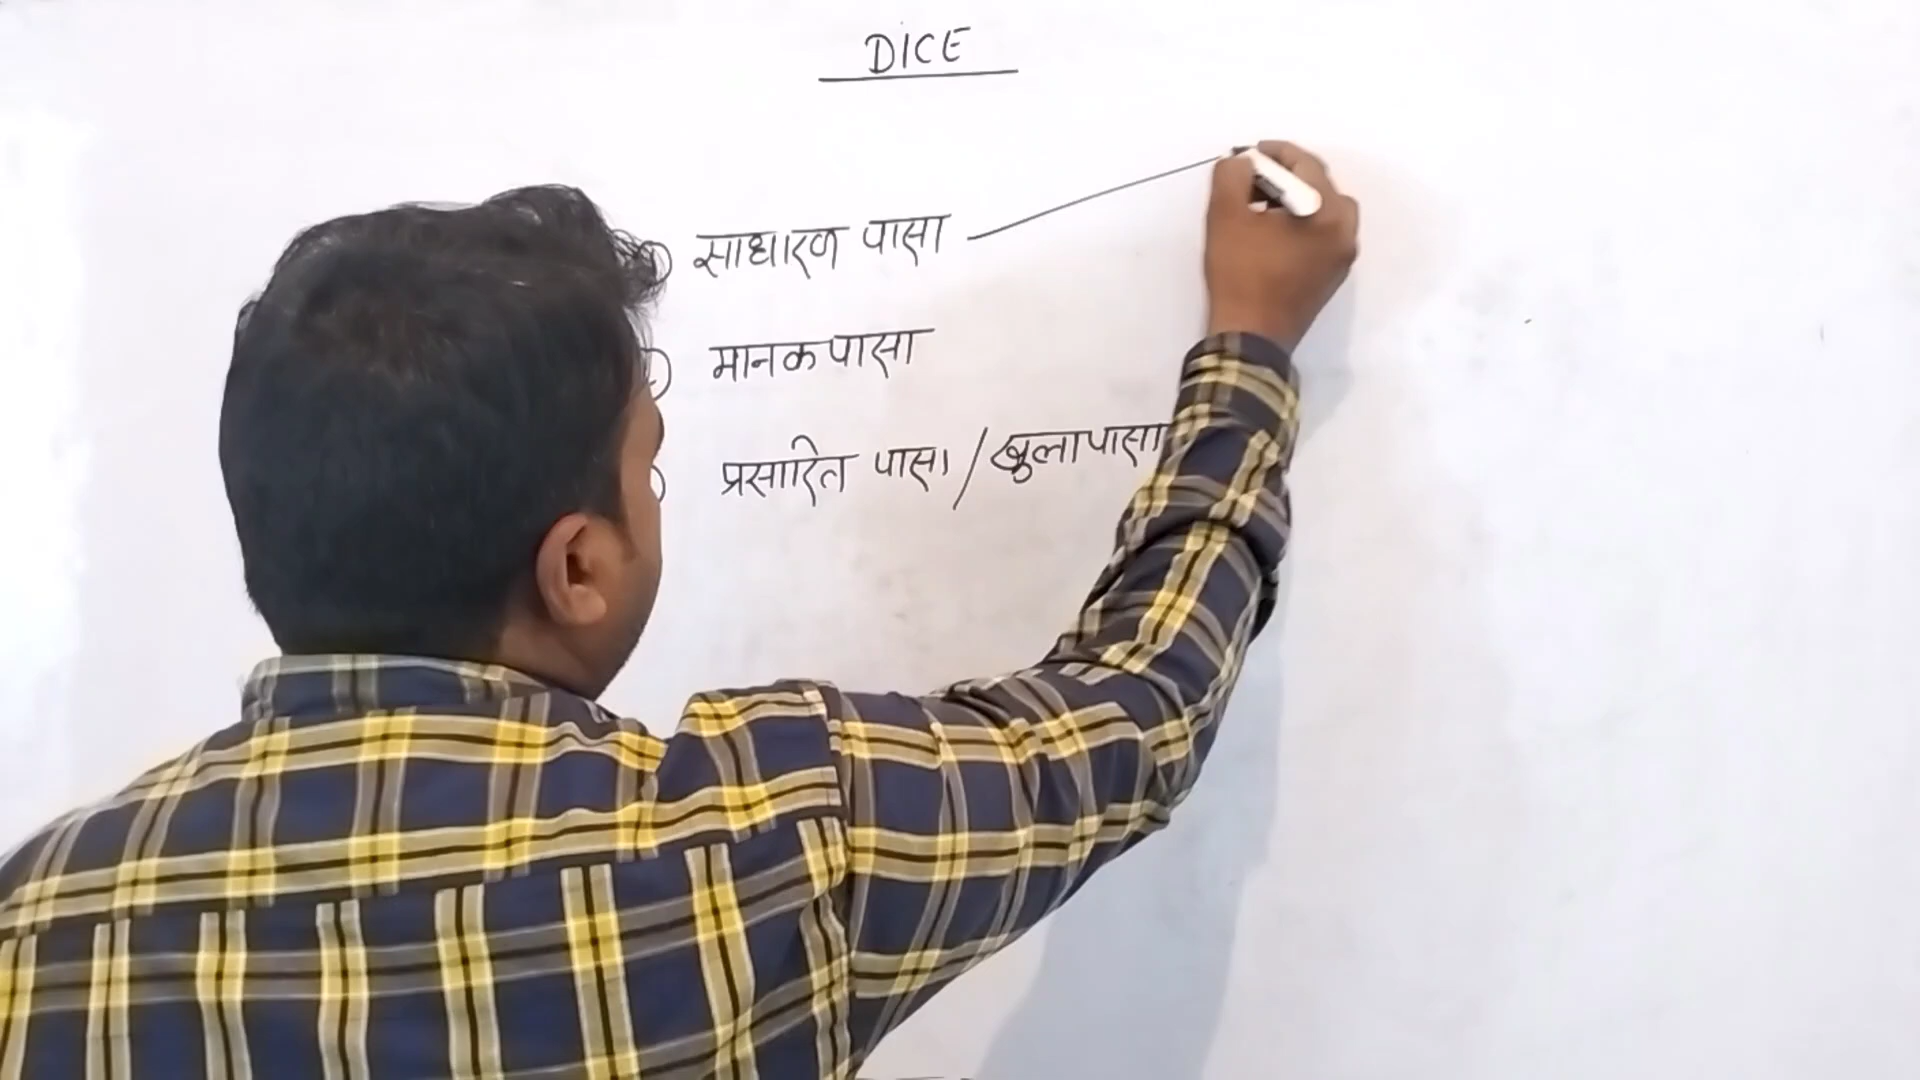 DICE
साधारण पासा
मानक पासा
प्रसारित पासा / खुला पासा